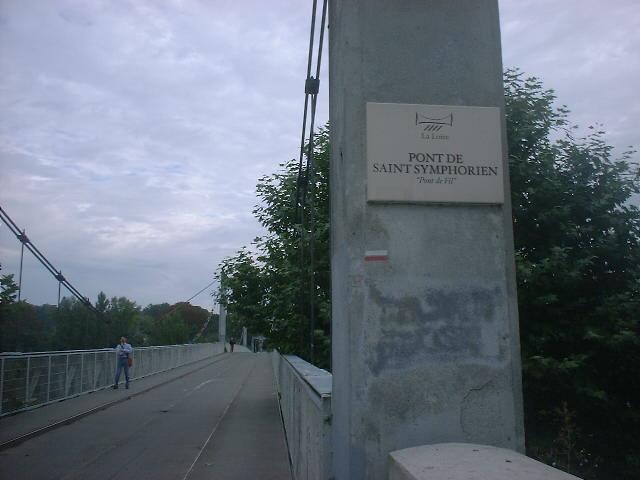 La Loire
PONT DE
SAINT SYMPHORIEN
"Pont de Fil"